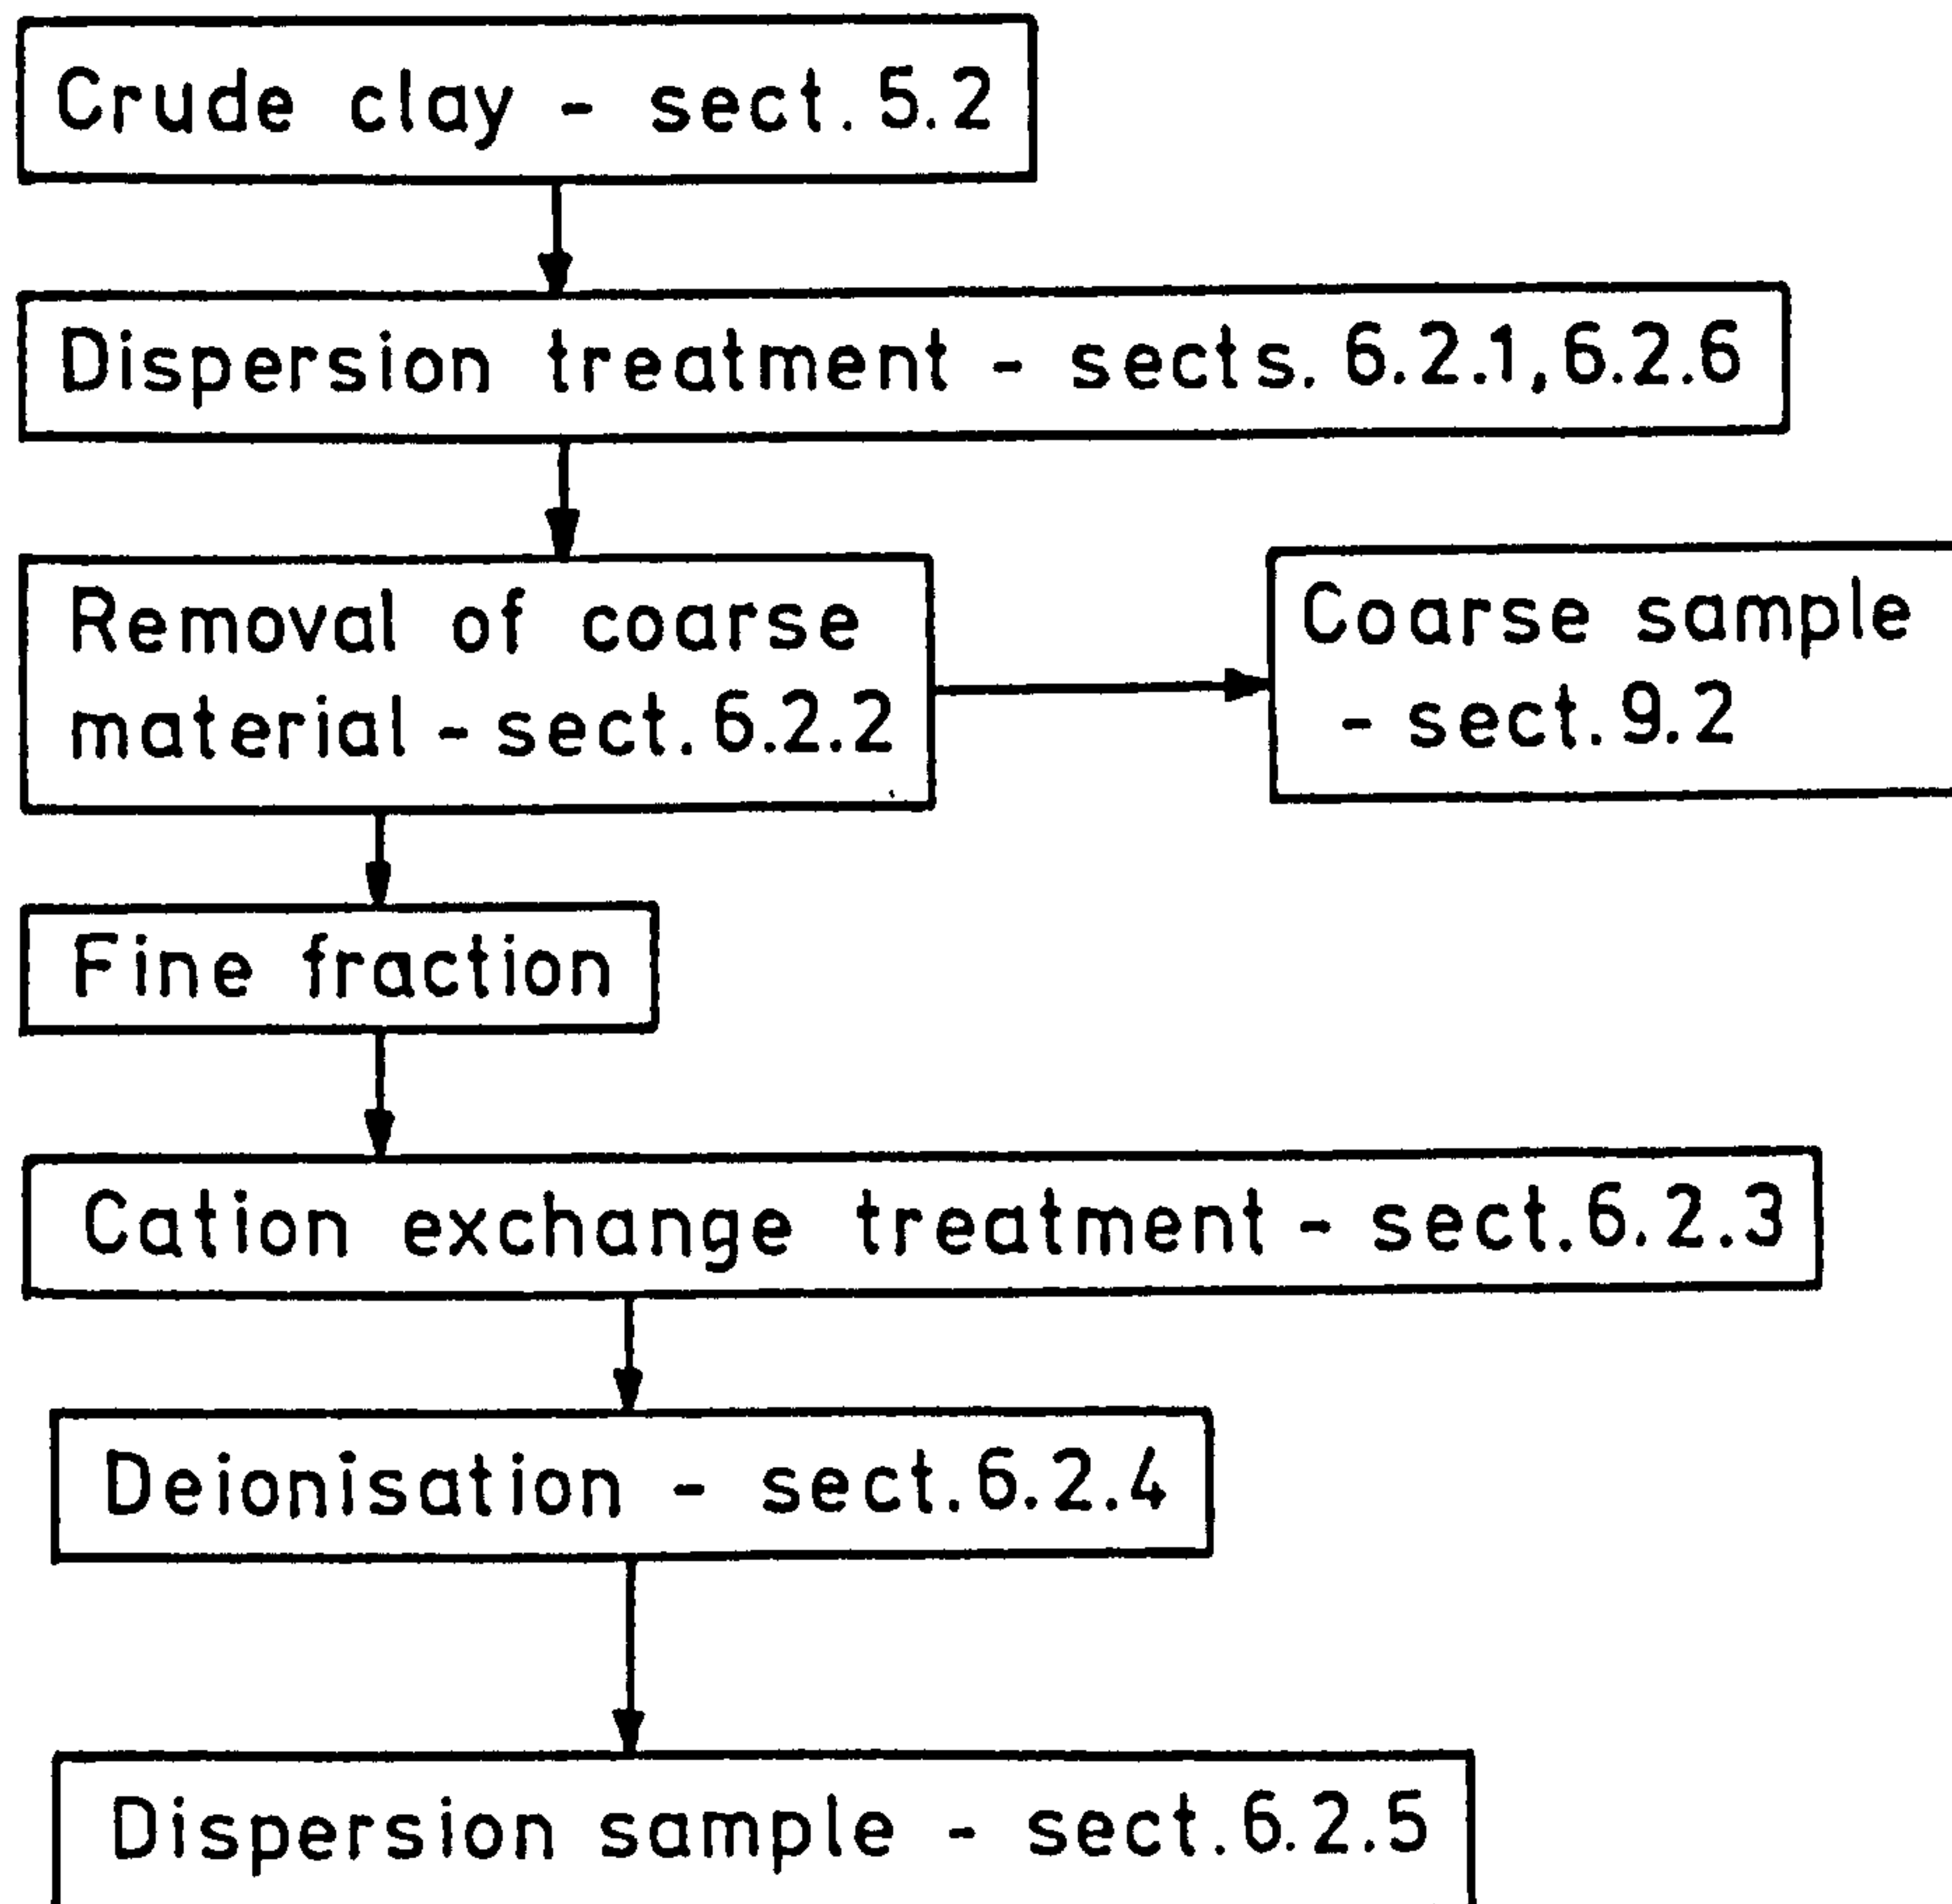 Crude clay - sect. 5.2
Dispersion treatment - sects. 6.2.1, 6.2.6
Removal of coarse
material - sect. 6.2.2
Coarse sample
- sect. 9.2
Fine fraction
Cation exchange treatment - sect. 6.2.3
Deionisation - sect. 6.2.4
Dispersion sample - sect. 6.2.5